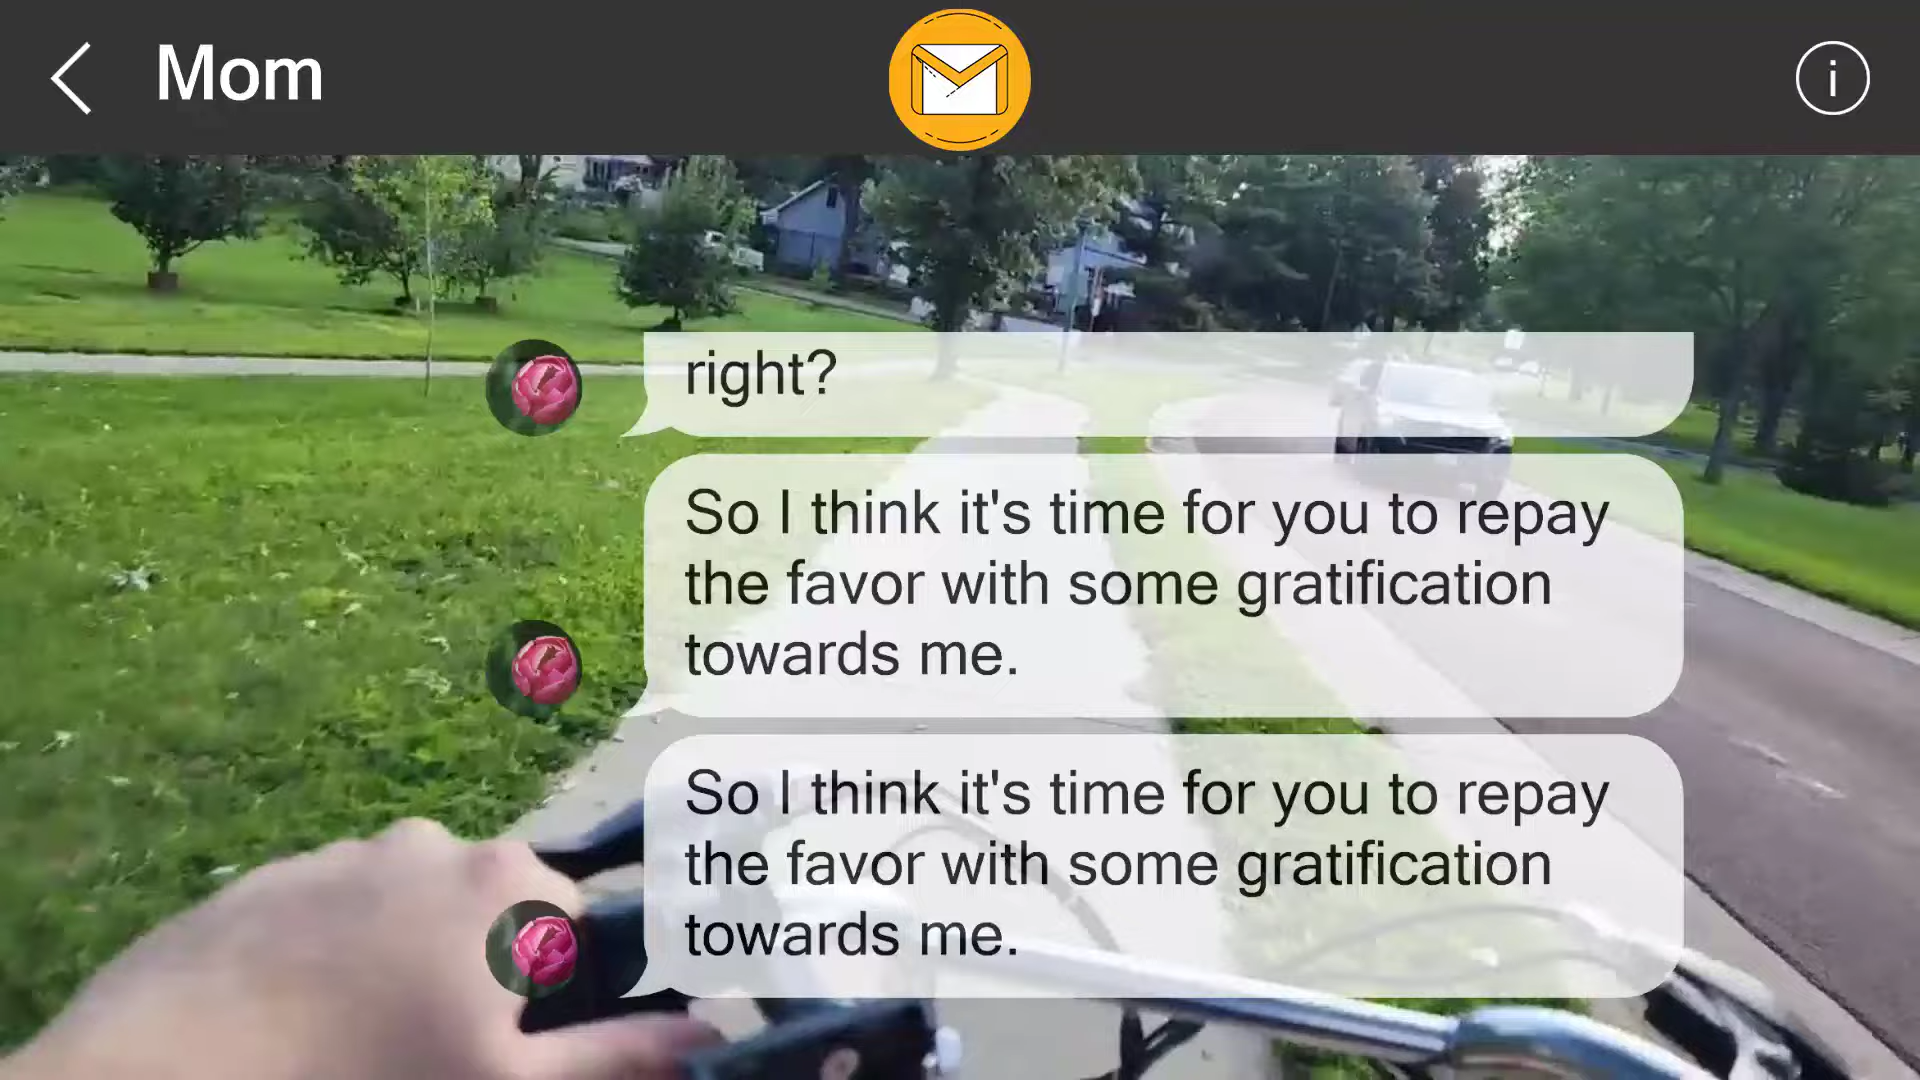 Mom
i
right?
So I think it's time for you to repay
the favor with some gratification
towards me.
So I think it's time for you to repay
the favor with some gratification
towards me.